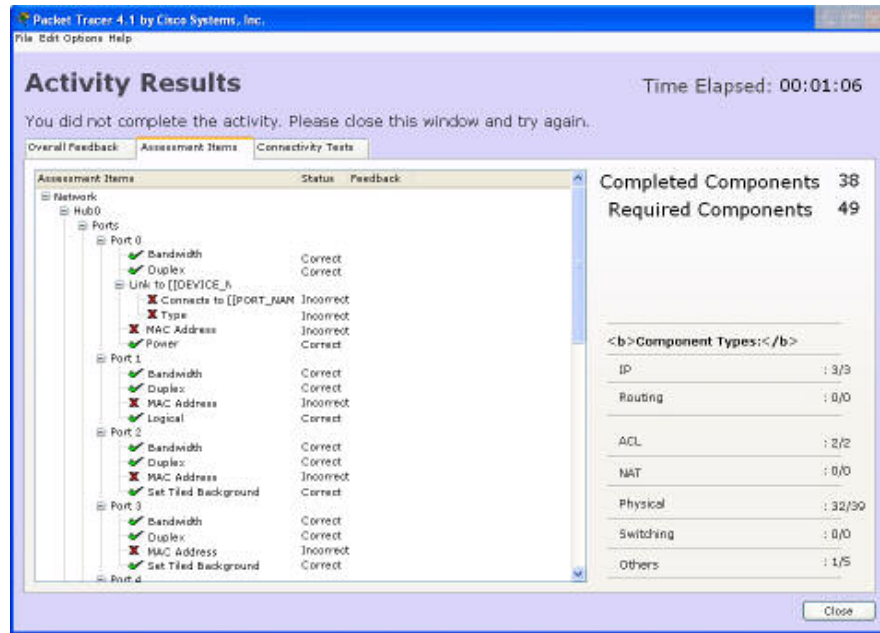 Packet Tracer 4.1 by Cisco Systems, Inc.
File Edit Options Help
Activity Results
Time Elapsed: 00:01:06
You did not complete the activity. Please close this window and try again.
Overall Feedback Assessment Items Connectivity Tests
Assessment Items Status Feedback
Network
Hub0
Ports
Port 0
Bandwidth Correct
Duplex Correct
Link to [[DEVICE_N
Connects to [[PORT_NAM Incorrect
Type Incorrect
MAC Address Incorrect
Power Correct
Port 1
Bandwidth Correct
Duplex Correct
MAC Address Incorrect
Logical Correct
Port 2
Bandwidth Correct
Duplex Correct
MAC Address Incorrect
Set Tiled Background Correct
Port 3
Bandwidth Correct
Duplex Correct
MAC Address Incorrect
Set Tiled Background Correct
Port 4
Completed Components 38
Required Components 49
<b>Component Types:</b>
IP : 3/3
Routing : 0/0
ACL : 2/2
NAT : 0/0
Physical : 32/39
Switching : 0/0
Others : 1/5
Close